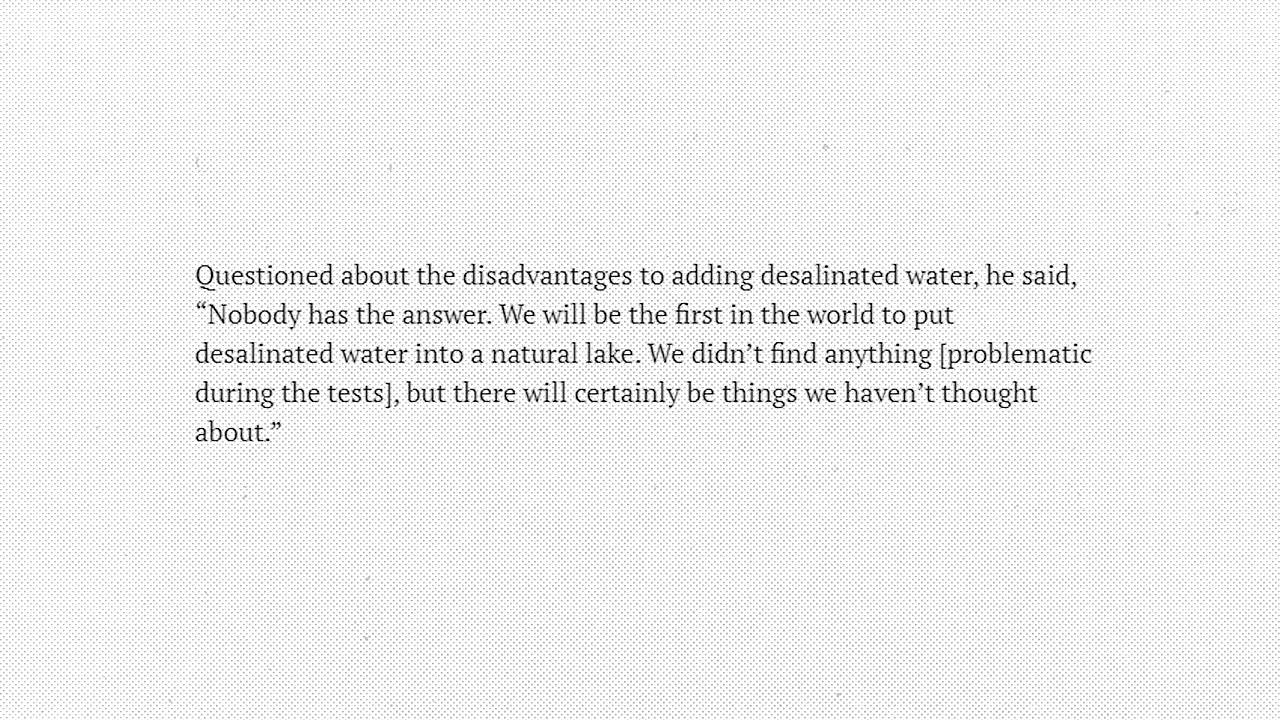 Questioned about the disadvantages to adding desalinated water, he said,
“Nobody has the answer. We will be the first in the world to put
desalinated water into a natural lake. We didn’t find anything [problematic
during the tests], but there will certainly be things we haven’t thought
about.”